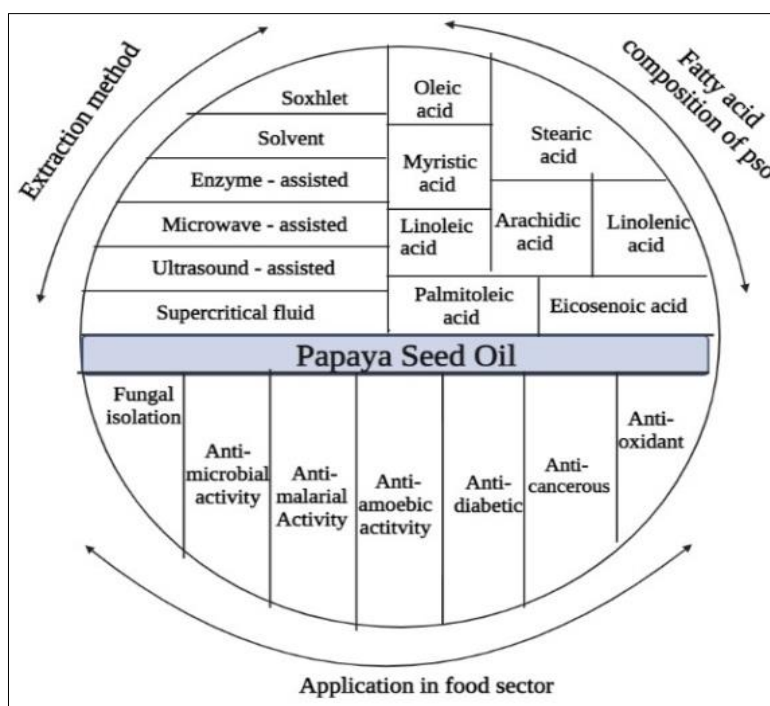 Extraction method
Fatty acid
composition of pso
Soxhlet
Solvent
Enzyme - assisted
Microwave - assisted
Ultrasound - assisted
Supercritical fluid
Oleic
acid
Myristic
acid
Linoleic
acid
Stearic
acid
Arachidic
acid
Linolenic
acid
Palmitoleic
acid
Eicosenoic acid
Papaya Seed Oil
Fungal
isolation
Anti-
microbial
activity
Anti-
malarial
Activity
Anti-
amoebic
actitvity
Anti-
diabetic
Anti-
cancerous
Anti-
oxidant
Application in food sector